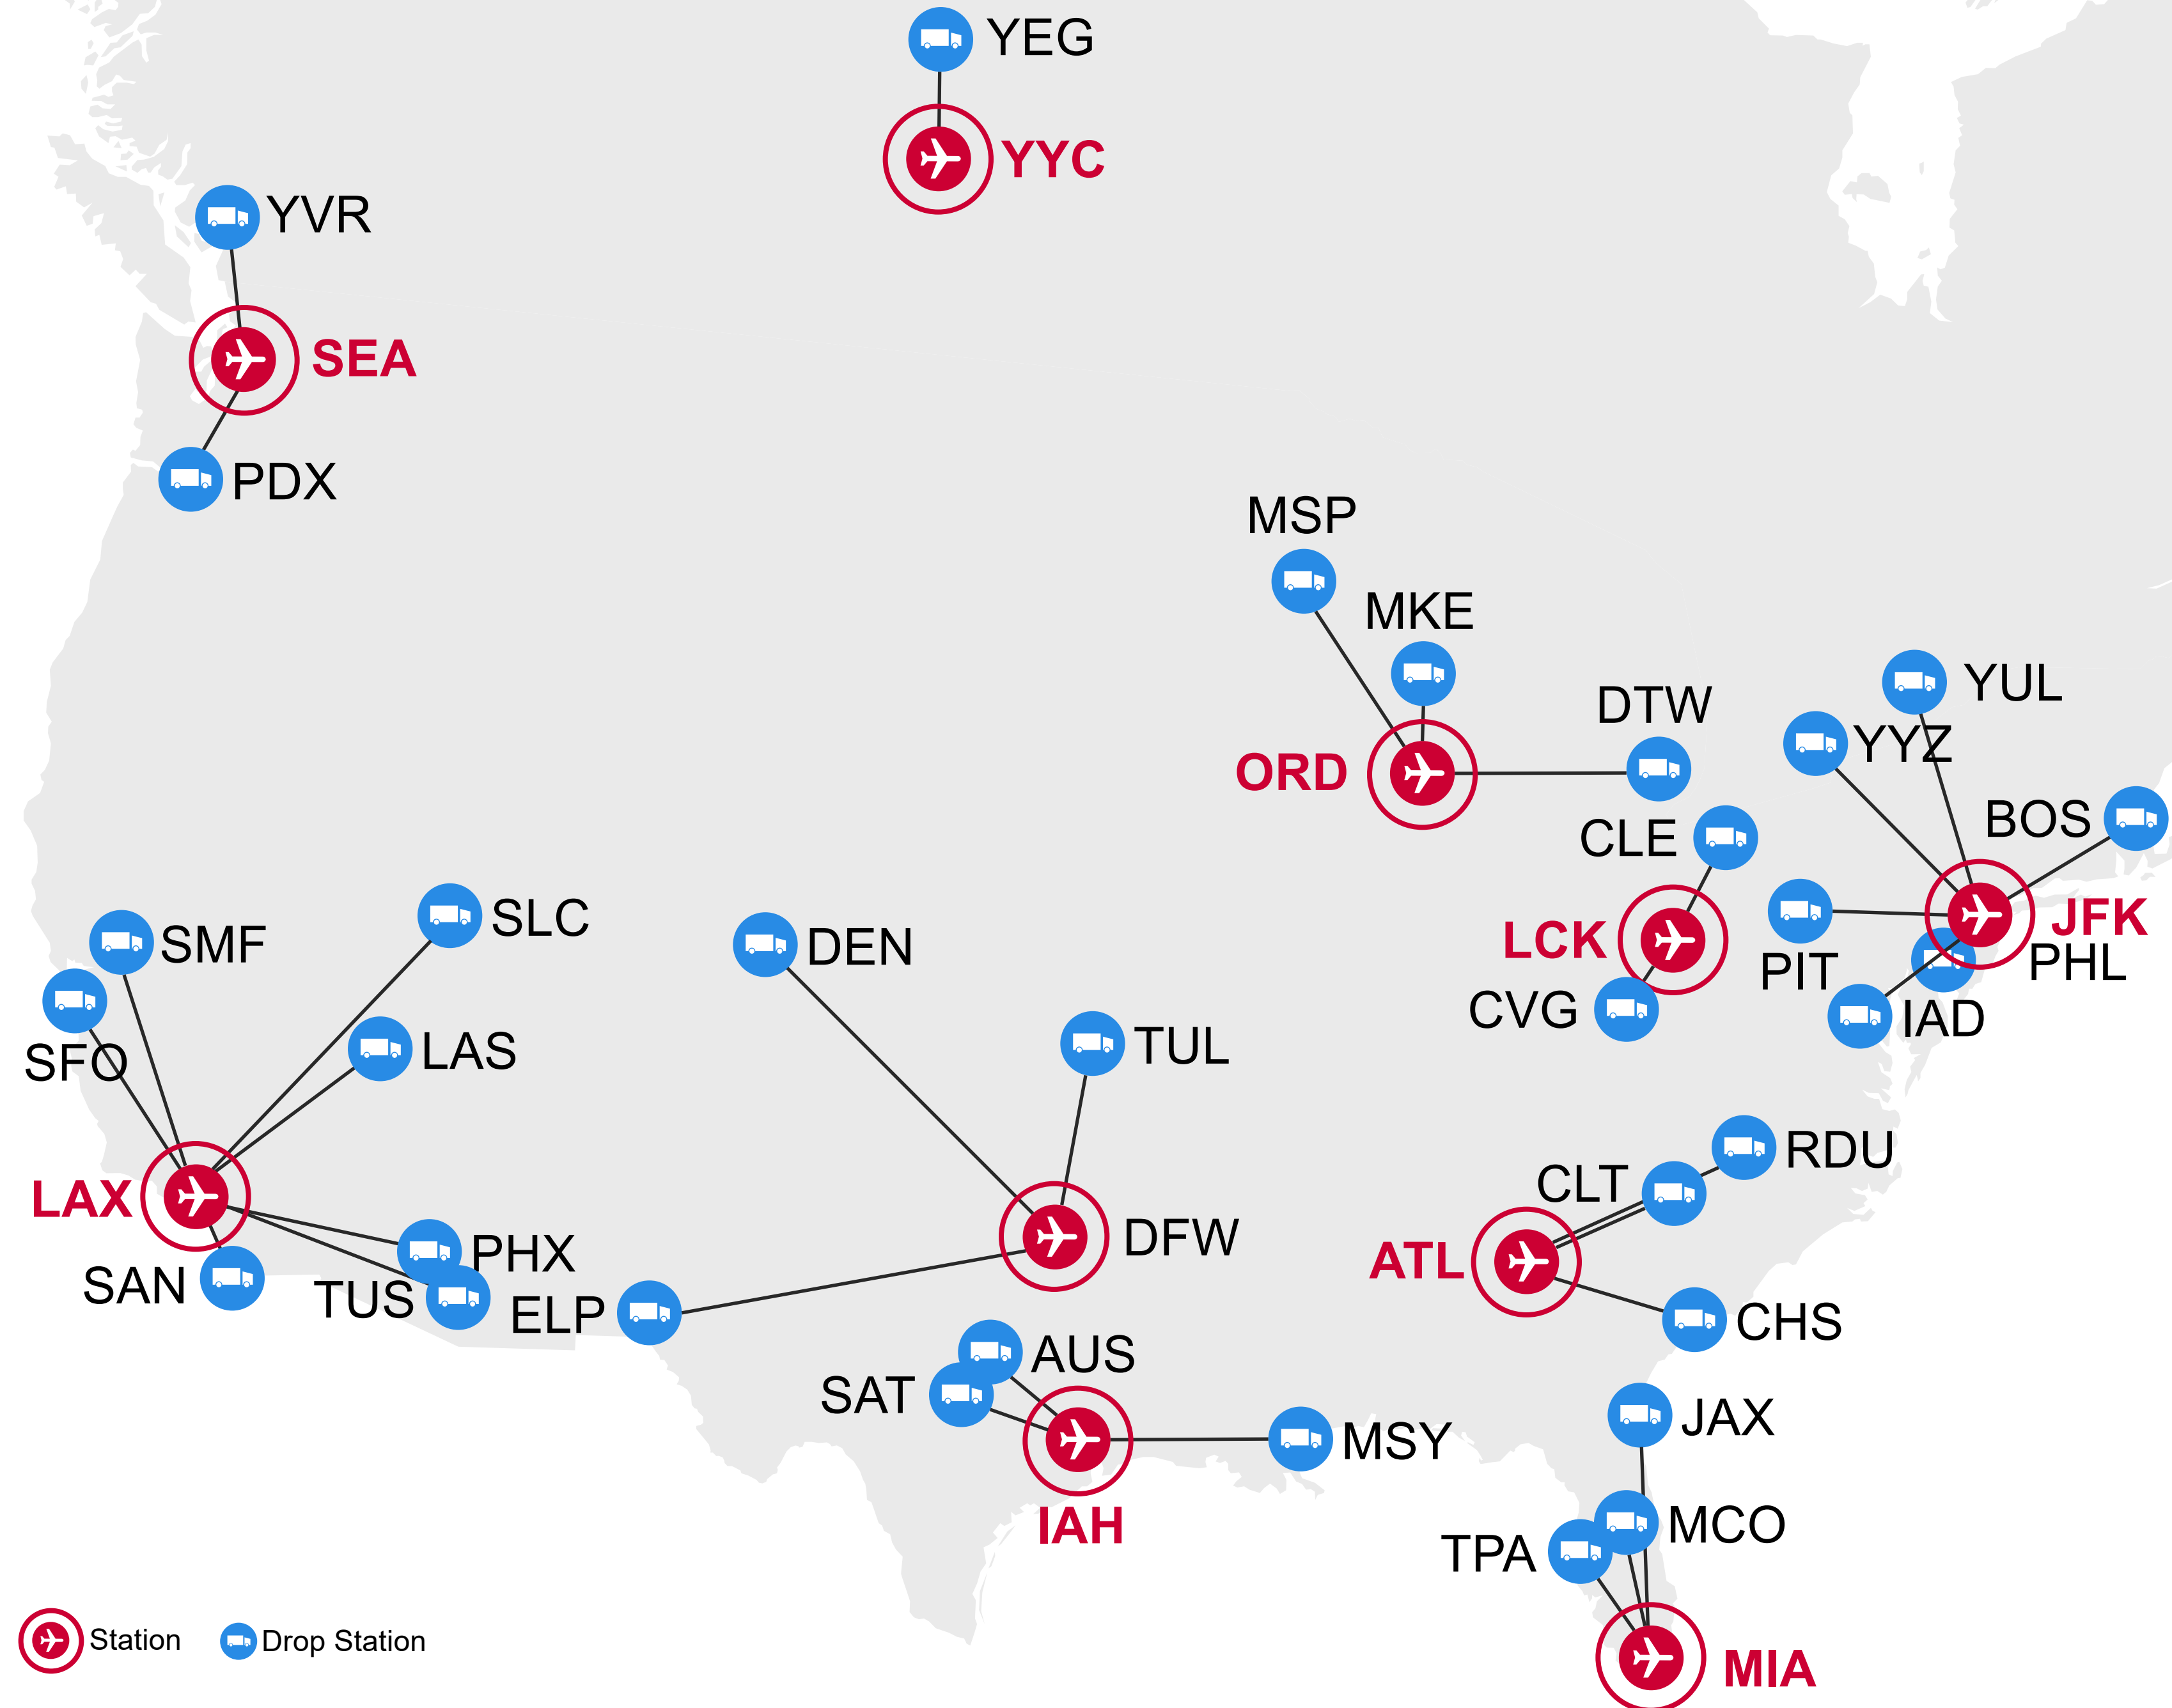 YEG
YYC
YVR
SEA
PDX
MSP
MKE
DTW
YUL
YYZ
ORD
BOS
CLE
SLC
JFK
SMF
DEN
LCK
PHL
PIT
CVG
IAD
TUL
LAS
SFO
RDU
CLT
LAX
DFW
PHX
ATL
SAN
TUS
ELP
CHS
AUS
SAT
JAX
MSY
IAH
MCO
TPA
Station
Drop Station
MIA